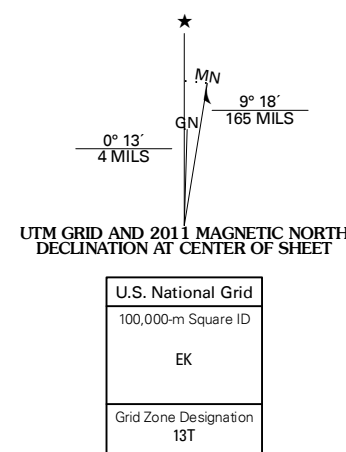 ★
MN
9° 18´
165 MILS
GN
0° 13´
4 MILS
UTM GRID AND 2011 MAGNETIC NORTH
DECLINATION AT CENTER OF SHEET
U.S. National Grid
100,000-m Square ID
EK
Grid Zone Designation
13T